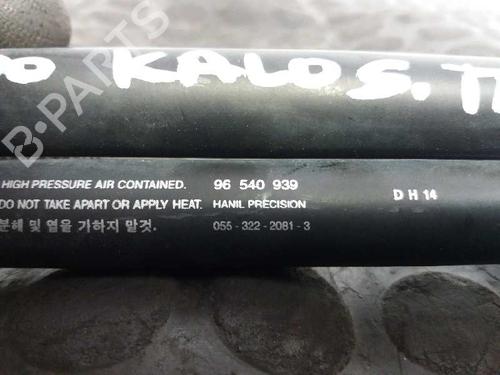 OO KALOS.
HIGH PRESSURE AIR CONTAINED. 96 540 939
DO NOT TAKE APART OR APPLY HEAT. HANIL PRECISION D H 14
분해 및 열을 가하지 말것. 055-322-2081-3
B-PARTS